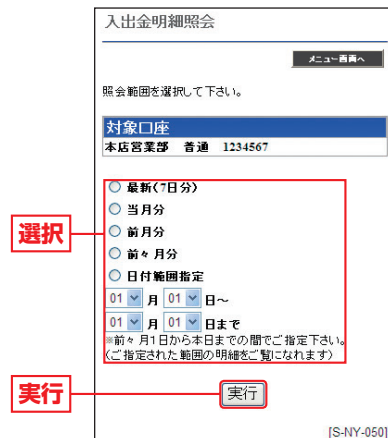 入出金明細照会
メニュー画面へ
照会範囲を選択して下さい。
対象口座
本店営業部 普通 1234567
最新(7日分)
当月分
前月分
前々月分
日付範囲指定
01 月 01 日～
01 月 01 日まで
※前々月1日から本日までの間でご指定下さい。
(ご指定された範囲の明細をご覧になれます)
選択
実行
実行
[S-NY-050]